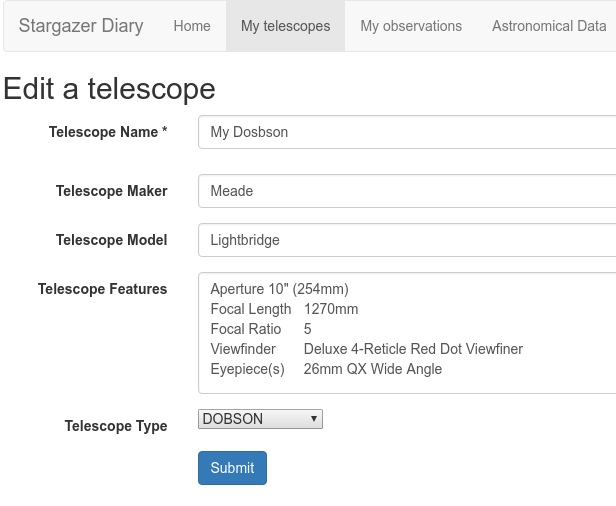 Stargazer Diary Home My telescopes My observations Astronomical Data
Edit a telescope
Telescope Name * My Dosbson
Telescope Maker Meade
Telescope Model Lightbridge
Telescope Features Aperture 10" (254mm)
Focal Length 1270mm
Focal Ratio 5
Viewfinder Deluxe 4-Reticle Red Dot Viewfiner
Eyepiece(s) 26mm QX Wide Angle
Telescope Type DOBSON
Submit